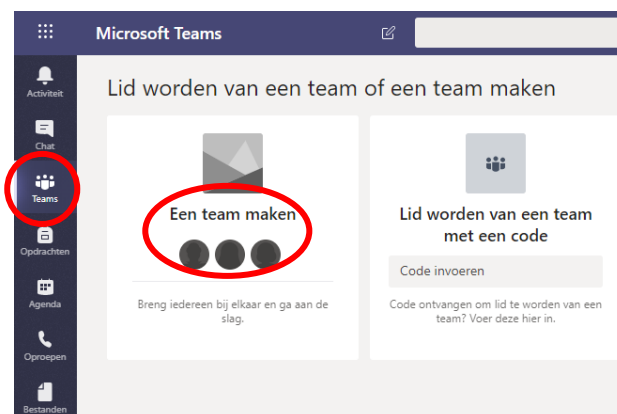 Microsoft Teams
Activiteit
Chat
Teams
Opdrachten
Agenda
Oproepen
Bestanden
Lid worden van een team of een team maken
Een team maken
Breng iedereen bij elkaar en ga aan de
slag.
Lid worden van een team
met een code
Code invoeren
Code ontvangen om lid te worden van een
team? Voer deze hier in.